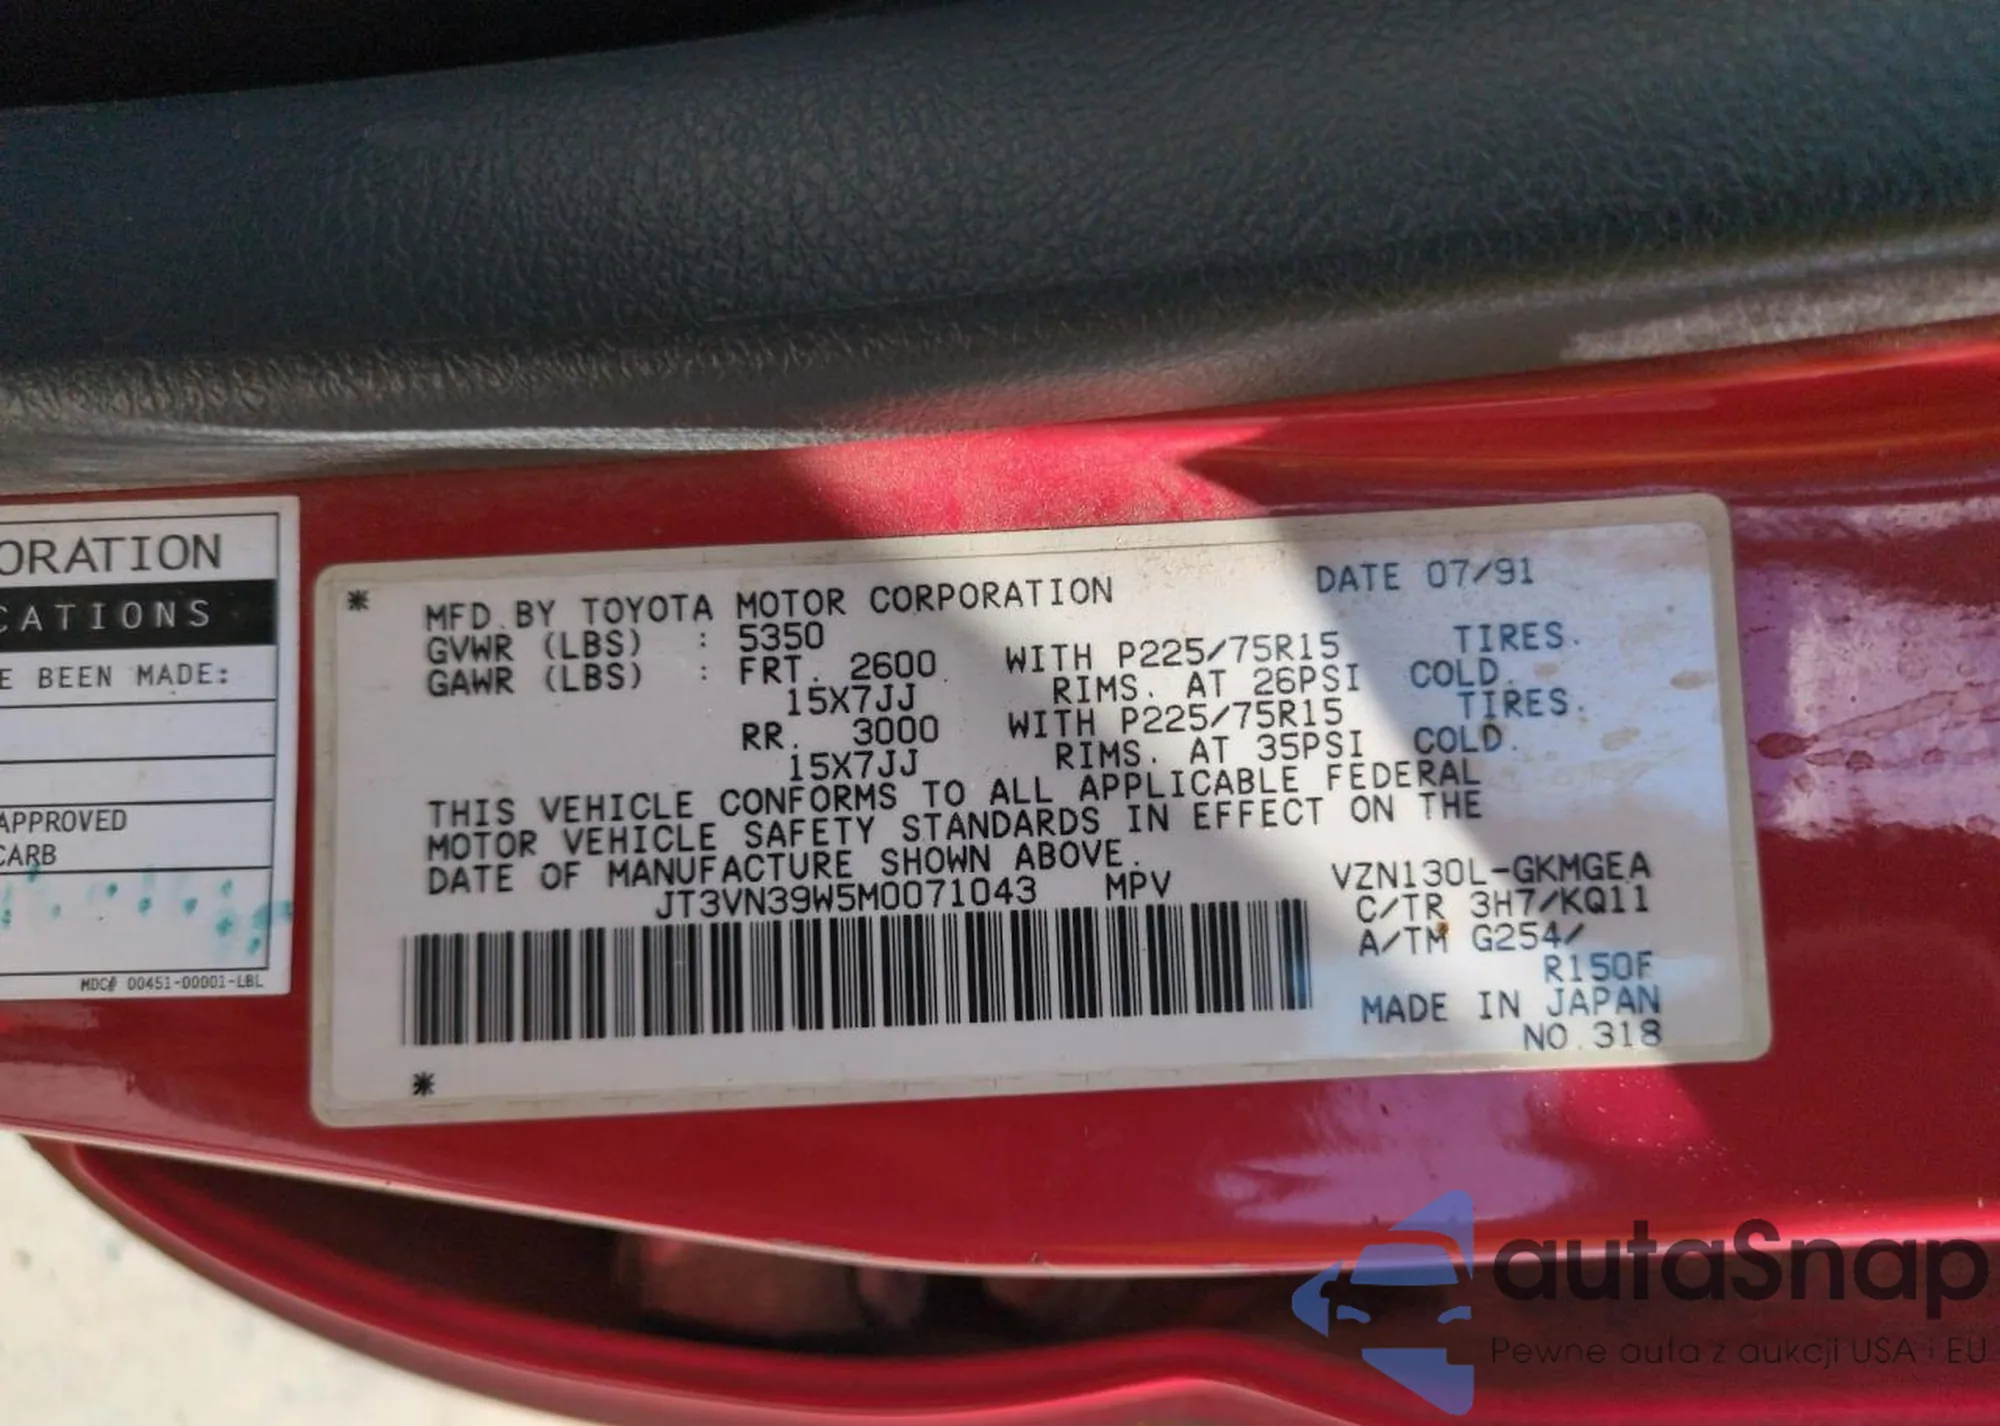 ORATION
CATIONS
E BEEN MADE:
APPROVED
CARB
MDC# 00451-00001-LBL
* MFD.BY TOYOTA MOTOR CORPORATION DATE 07/91
GVWR (LBS) : 5350
GAWR (LBS) : FRT. 2600 WITH P225/75R15 TIRES.
15X7JJ RIMS. AT 26PSI COLD.
RR. 3000 WITH P225/75R15 TIRES.
15X7JJ RIMS. AT 35PSI COLD.
THIS VEHICLE CONFORMS TO ALL APPLICABLE FEDERAL
MOTOR VEHICLE SAFETY STANDARDS IN EFFECT ON THE
DATE OF MANUFACTURE SHOWN ABOVE.
JT3VN39W5M0071043 MPV
VZN130L-GKMGEA
C/TR 3H7/KQ11
A/TM G254/
R150F
MADE IN JAPAN
NO.318
*
autaSnap
Pewne auta z aukcji USA i EU